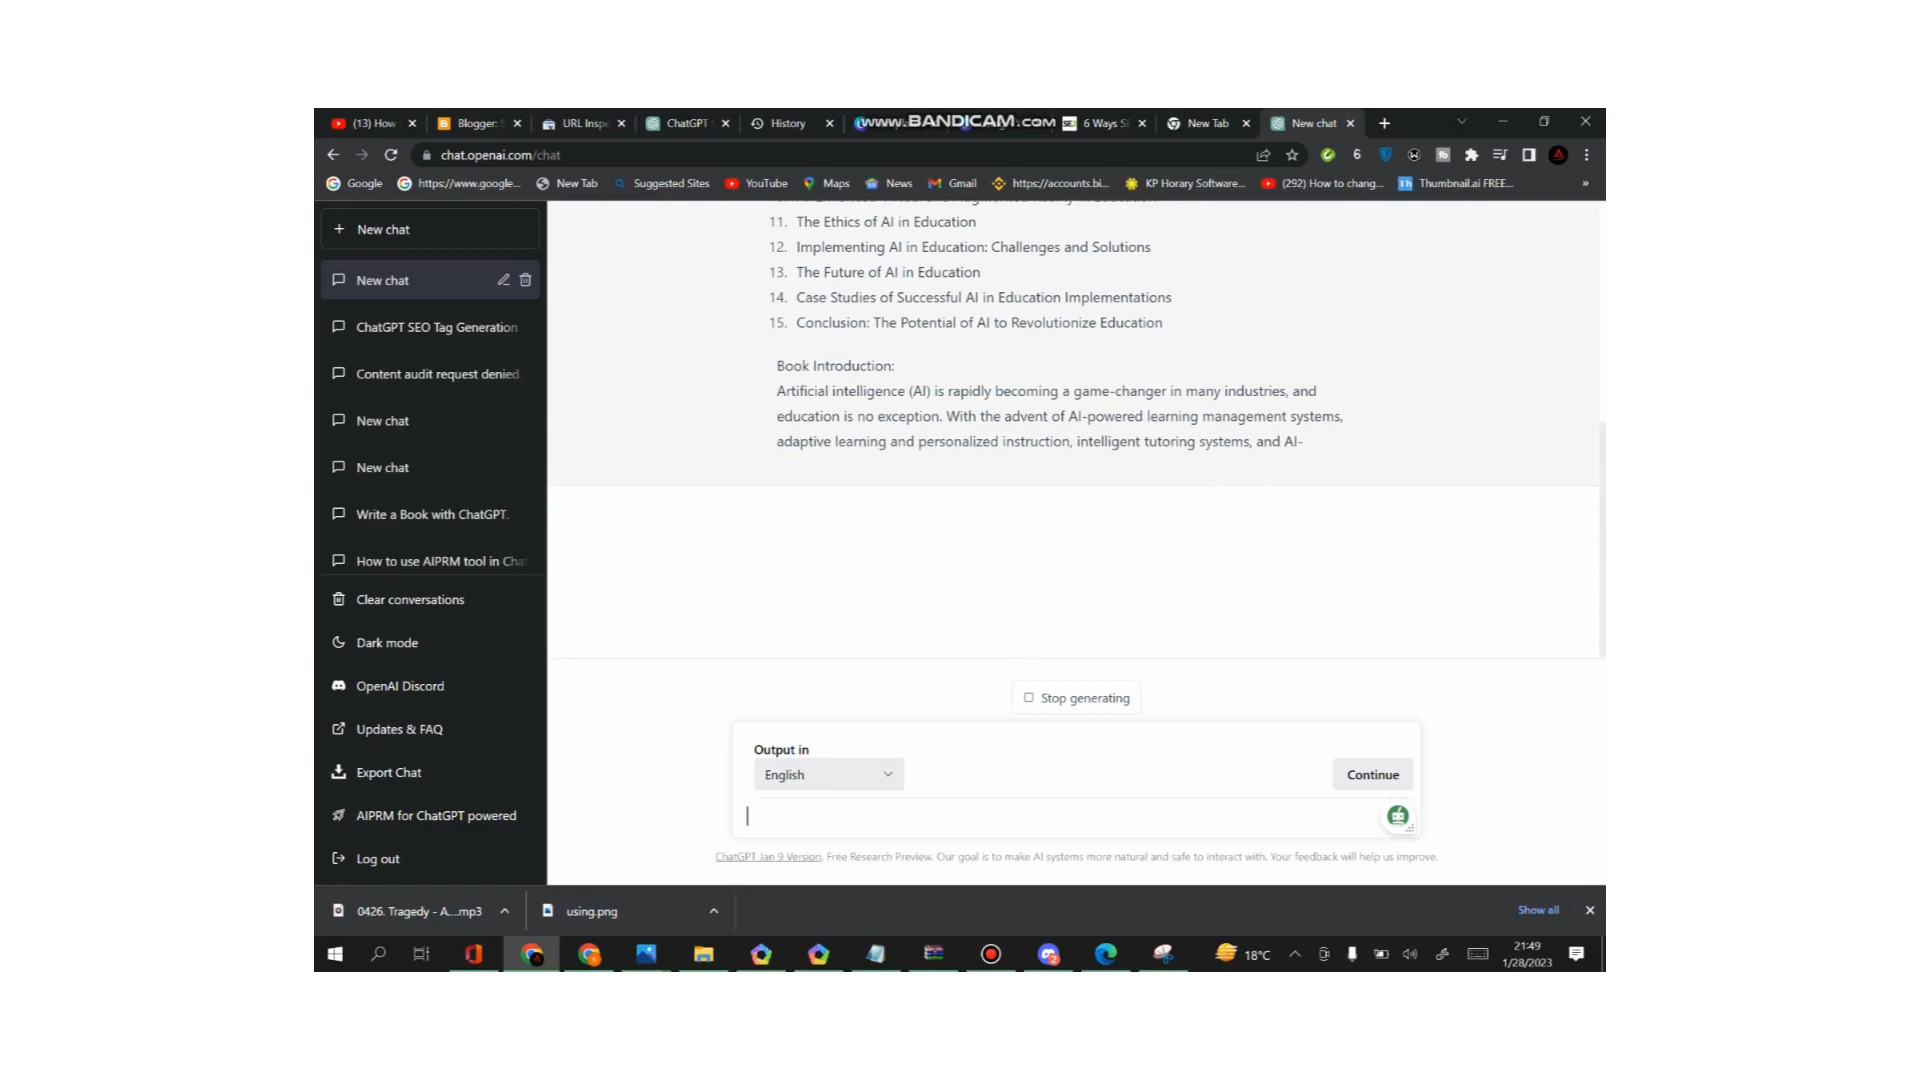 (13) How
Blogger: S
URL Inspe
ChatGPT
History
www.BANDICAM.com
6 Ways S
New Tab
New chat
chat.openai.com/chat
6
Google
https://www.google...
New Tab
Suggested Sites
YouTube
Maps
News
Gmail
https://accounts.bi...
KP Horary Software...
(292) How to chang...
Thumbnail.ai FREE...
»
New chat
New chat
ChatGPT SEO Tag Generation
Content audit request denied.
New chat
New chat
Write a Book with ChatGPT.
How to use AIPRM tool in Cha
Clear conversations
Dark mode
OpenAI Discord
Updates & FAQ
Export Chat
AIPRM for ChatGPT powered
Log out
11. The Ethics of AI in Education
12. Implementing AI in Education: Challenges and Solutions
13. The Future of AI in Education
14. Case Studies of Successful AI in Education Implementations
15. Conclusion: The Potential of AI to Revolutionize Education
Book Introduction:
Artificial intelligence (AI) is rapidly becoming a game-changer in many industries, and
education is no exception. With the advent of AI-powered learning management systems,
adaptive learning and personalized instruction, intelligent tutoring systems, and AI-
Stop generating
Output in
English
Continue
ChatGPT Jan 9 Version. Free Research Preview. Our goal is to make AI systems more natural and safe to interact with. Your feedback will help us improve.
0426. Tragedy - A....mp3
using.png
Show all
18°C
21:49
1/28/2023